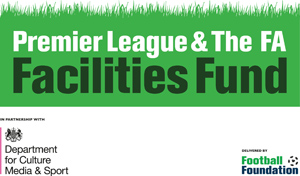 Premier League & The FA
Facilities Fund
IN PARTNERSHIP WITH
Department
for Culture
Media & Sport
DELIVERED BY
Football
Foundation